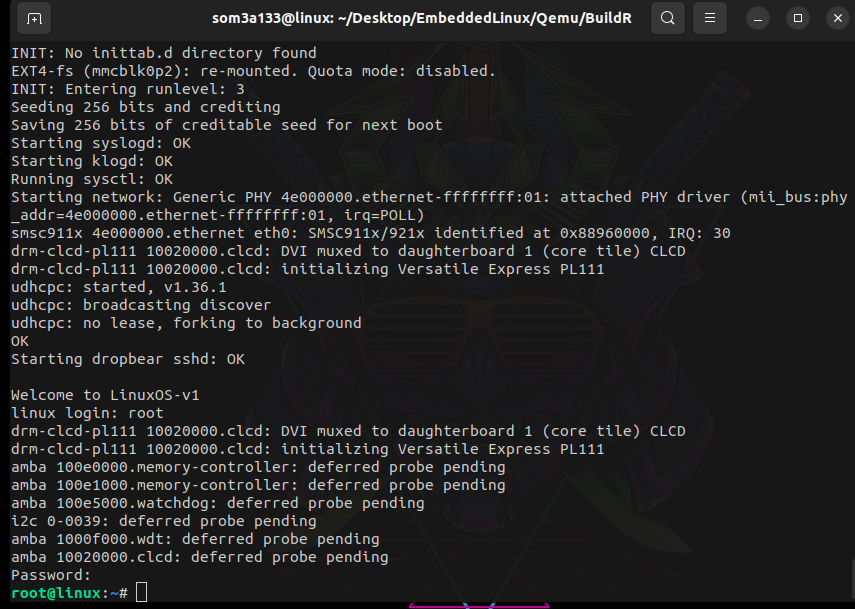 som3a133@linux: ~/Desktop/EmbeddedLinux/Qemu/BuildR
INIT: No inittab.d directory found
EXT4-fs (mmcblk0p2): re-mounted. Quota mode: disabled.
INIT: Entering runlevel: 3
Seeding 256 bits and crediting
Saving 256 bits of creditable seed for next boot
Starting syslogd: OK
Starting klogd: OK
Running sysctl: OK
Starting network: Generic PHY 4e000000.ethernet-ffffffff:01: attached PHY driver (mii_bus:phy
_addr=4e000000.ethernet-ffffffff:01, irq=POLL)
smsc911x 4e000000.ethernet eth0: SMSC911x/921x identified at 0x88960000, IRQ: 30
drm-clcd-pl111 10020000.clcd: DVI muxed to daughterboard 1 (core tile) CLCD
drm-clcd-pl111 10020000.clcd: initializing Versatile Express PL111
udhcpc: started, v1.36.1
udhcpc: broadcasting discover
udhcpc: no lease, forking to background
OK
Starting dropbear sshd: OK
Welcome to LinuxOS-v1
linux login: root
drm-clcd-pl111 10020000.clcd: DVI muxed to daughterboard 1 (core tile) CLCD
drm-clcd-pl111 10020000.clcd: initializing Versatile Express PL111
amba 100e0000.memory-controller: deferred probe pending
amba 100e1000.memory-controller: deferred probe pending
amba 100e5000.watchdog: deferred probe pending
i2c 0-0039: deferred probe pending
amba 1000f000.wdt: deferred probe pending
amba 10020000.clcd: deferred probe pending
Password:
root@linux:~#